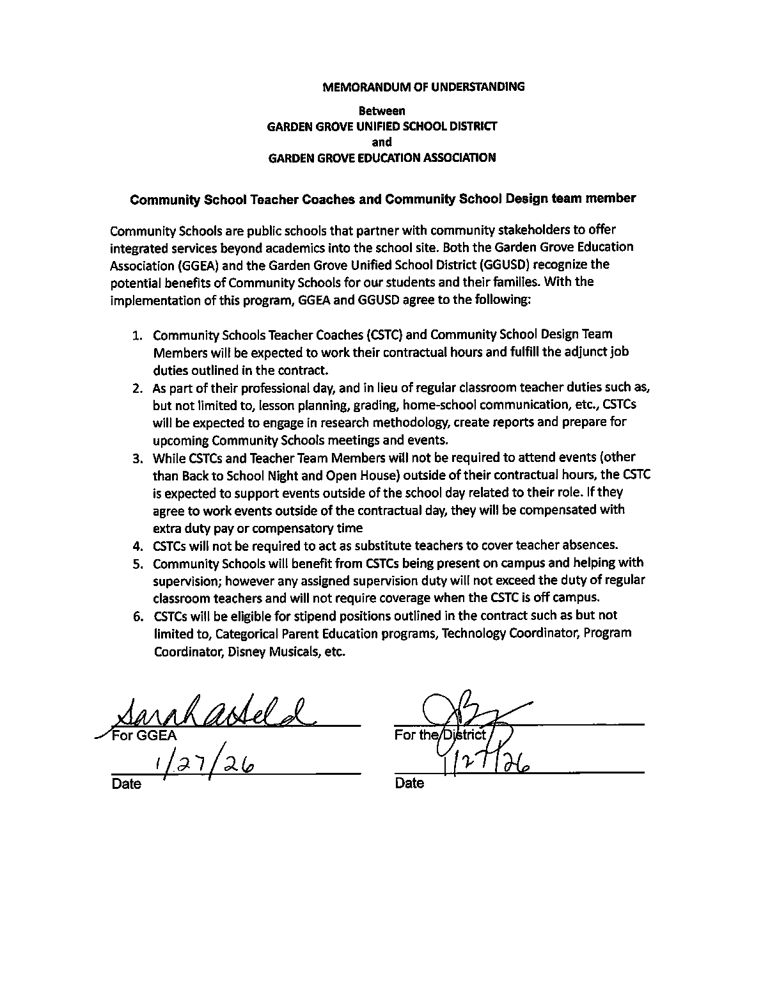 MEMORANDUM OF UNDERSTANDING
Between
GARDEN GROVE UNIFIED SCHOOL DISTRICT
and
GARDEN GROVE EDUCATION ASSOCIATION
Community School Teacher Coaches and Community School Design team member
Community Schools are public schools that partner with community stakeholders to offer
integrated services beyond academics into the school site. Both the Garden Grove Education
Association (GGEA) and the Garden Grove Unified School District (GGUSD) recognize the
potential benefits of Community Schools for our students and their families. With the
implementation of this program, GGEA and GGUSD agree to the following:
1. Community Schools Teacher Coaches (CSTC) and Community School Design Team
Members will be expected to work their contractual hours and fulfill the adjunct job
duties outlined in the contract.
2. As part of their professional day, and in lieu of regular classroom teacher duties such as,
but not limited to, lesson planning, grading, home-school communication, etc., CSTCs
will be expected to engage in research methodology, create reports and prepare for
upcoming Community Schools meetings and events.
3. While CSTCs and Teacher Team Members will not be required to attend events (other
than Back to School Night and Open House) outside of their contractual hours, the CSTC
is expected to support events outside of the school day related to their role. If they
agree to work events outside of the contractual day, they will be compensated with
extra duty pay or compensatory time
4. CSTCs will not be required to act as substitute teachers to cover teacher absences.
5. Community Schools will benefit from CSTCs being present on campus and helping with
supervision; however any assigned supervision duty will not exceed the duty of regular
classroom teachers and will not require coverage when the CSTC is off campus.
6. CSTCs will be eligible for stipend positions outlined in the contract such as but not
limited to, Categorical Parent Education programs, Technology Coordinator, Program
Coordinator, Disney Musicals, etc.
Sarah
For GGEA For the District
1/27/26 1/27/26
Date Date